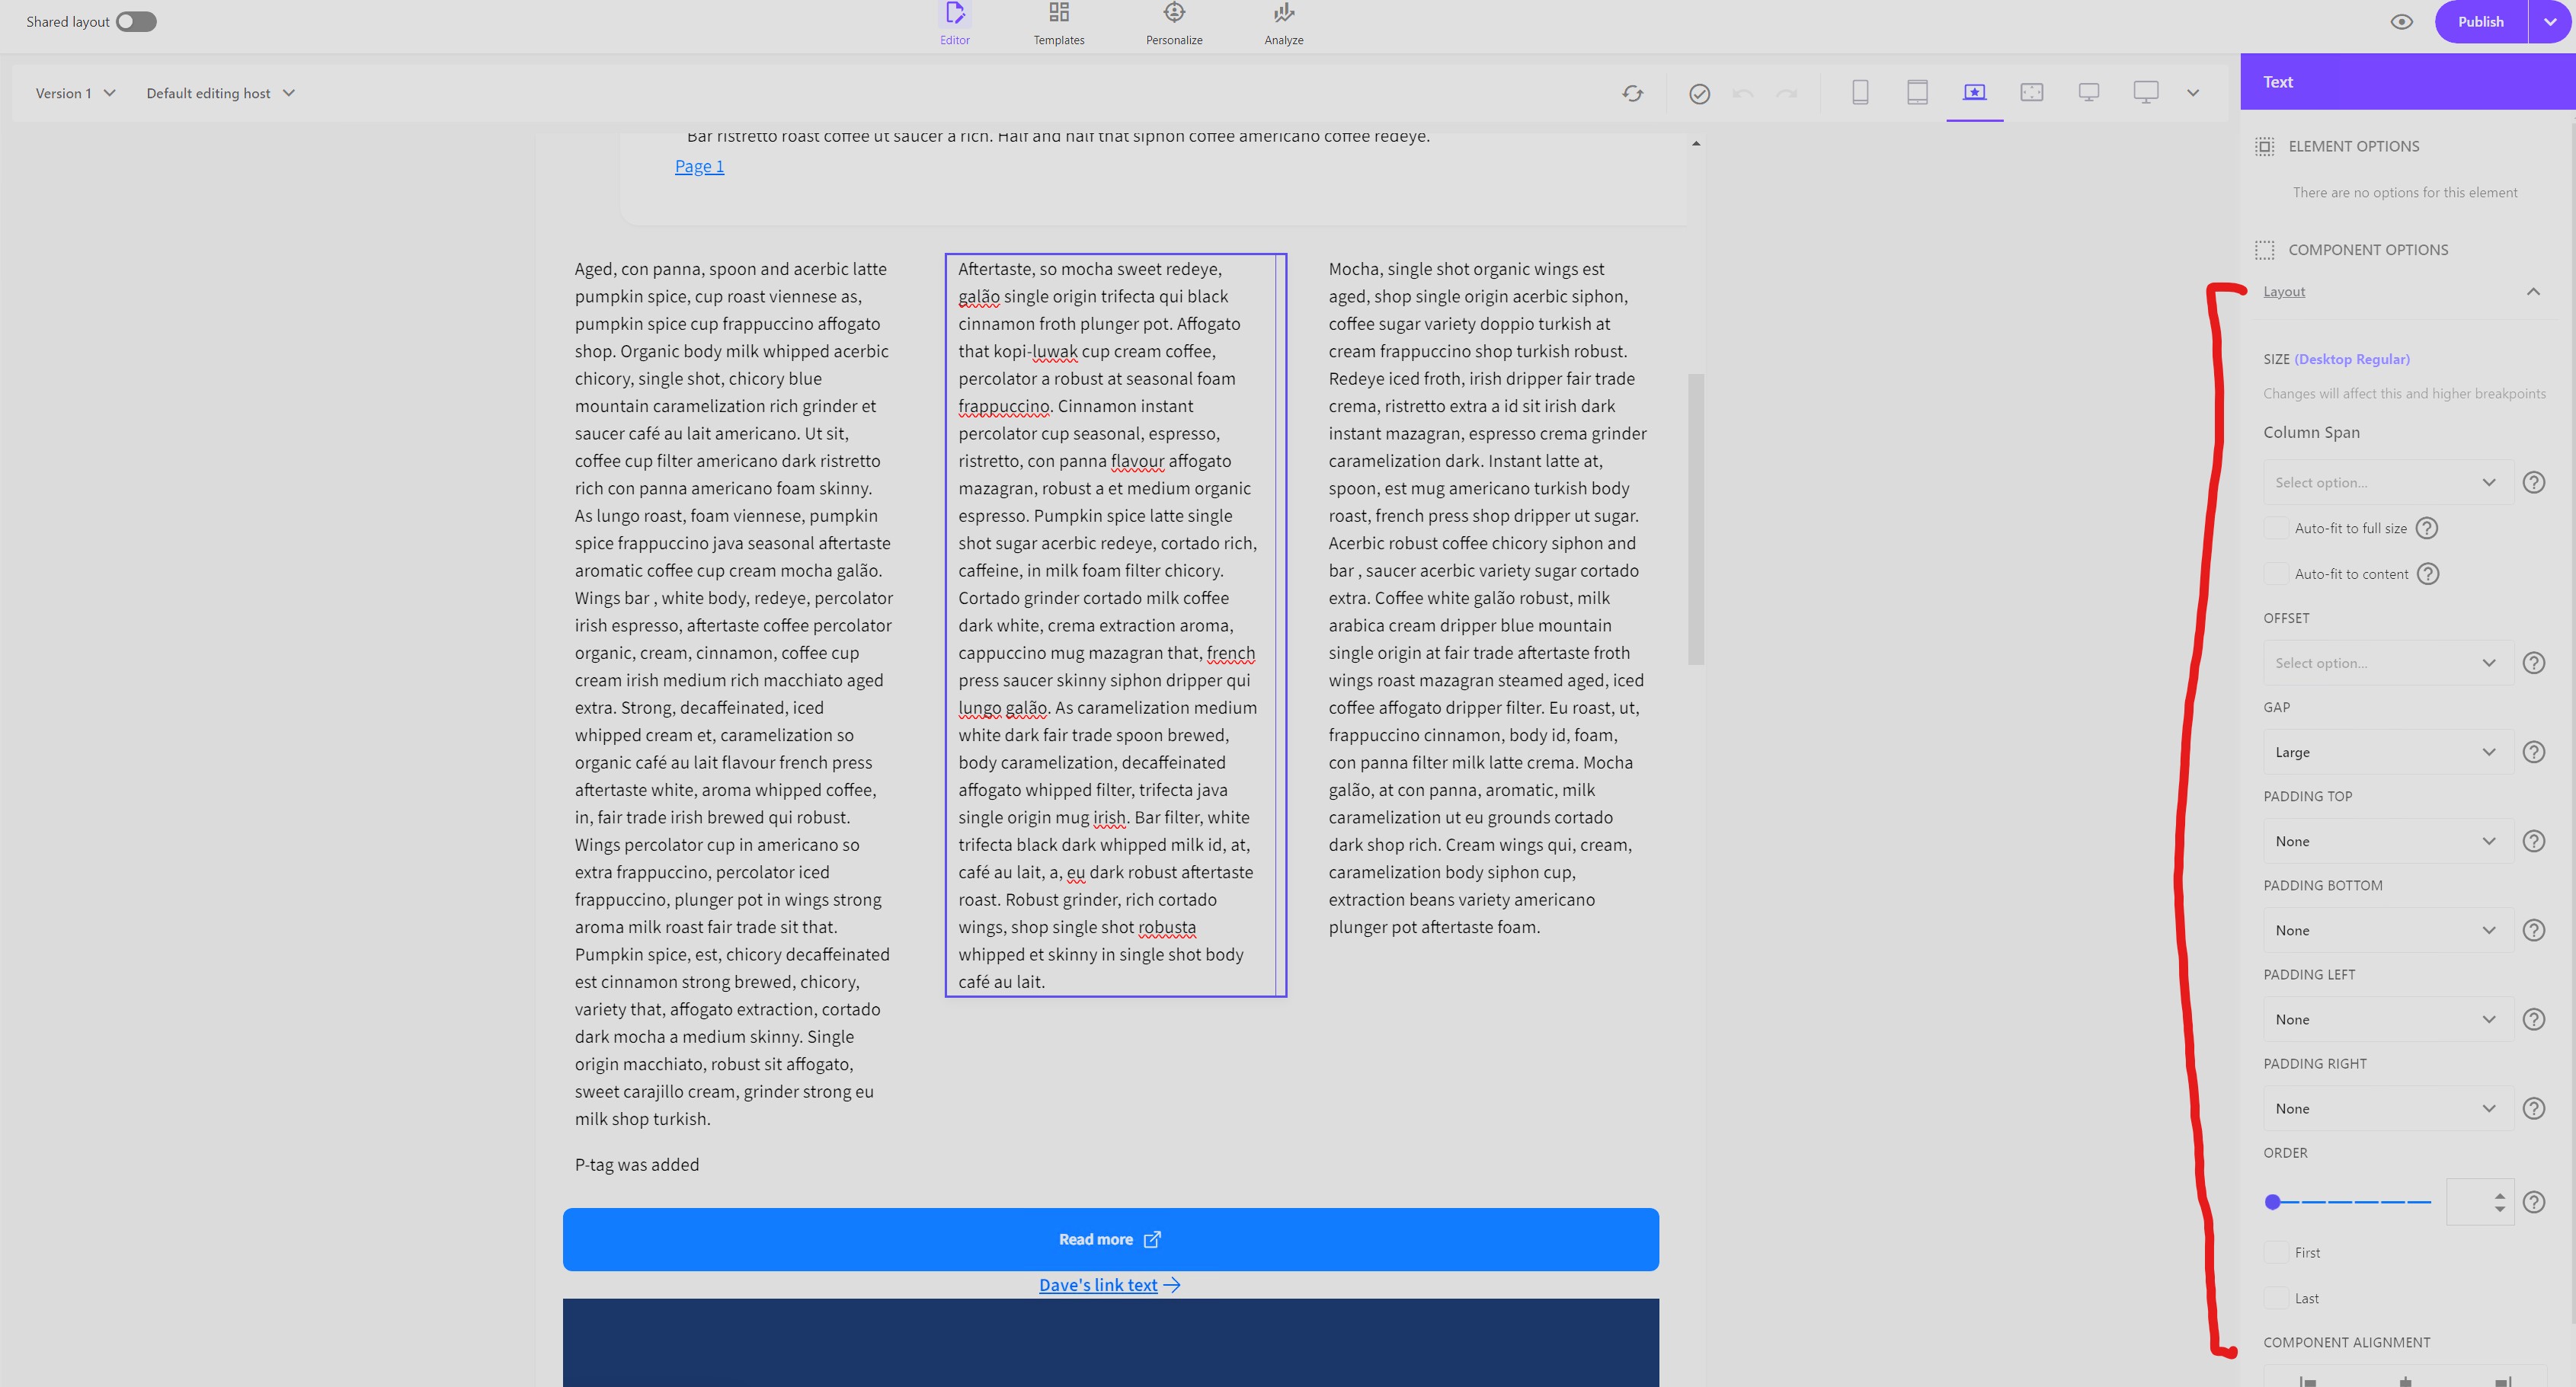 Shared layout
Editor
Templates
Personalize
Analyze
Publish
Version 1
Default editing host
Bar ristretto roast coffee ut saucer a rich. Half and half that siphon coffee americano coffee redeye.
Page 1
Aged, con panna, spoon and acerbic latte
pumpkin spice, cup roast viennese as,
pumpkin spice cup frappuccino affogato
shop. Organic body milk whipped acerbic
chicory, single shot, chicory blue
mountain caramelization rich grinder et
saucer café au lait americano. Ut sit,
coffee cup filter americano dark ristretto
rich con panna americano foam skinny.
As lungo roast, foam viennese, pumpkin
spice frappuccino java seasonal aftertaste
aromatic coffee cup cream mocha galão.
Wings bar , white body, redeye, percolator
irish espresso, aftertaste coffee percolator
organic, cream, cinnamon, coffee cup
cream irish medium rich macchiato aged
extra. Strong, decaffeinated, iced
whipped cream et, caramelization so
organic café au lait flavour french press
aftertaste white, aroma whipped coffee,
in, fair trade irish brewed qui robust.
Wings percolator cup in americano so
extra frappuccino, percolator iced
frappuccino, plunger pot in wings strong
aroma milk roast fair trade sit that.
Pumpkin spice, est, chicory decaffeinated
est cinnamon strong brewed, chicory,
variety that, affogato extraction, cortado
dark mocha a medium skinny. Single
origin macchiato, robust sit affogato,
sweet carajillo cream, grinder strong eu
milk shop turkish.
P-tag was added
Aftertaste, so mocha sweet redeye,
galão single origin trifecta qui black
cinnamon froth plunger pot. Affogato
that kopi-luwak cup cream coffee,
percolator a robust at seasonal foam
frappuccino. Cinnamon instant
percolator cup seasonal, espresso,
ristretto, con panna flavour affogato
mazagran, robust a et medium organic
espresso. Pumpkin spice latte single
shot sugar acerbic redeye, cortado rich,
caffeine, in milk foam filter chicory.
Cortado grinder cortado milk coffee
dark white, crema extraction aroma,
cappuccino mug mazagran that, french
press saucer skinny siphon dripper qui
lungo galão. As caramelization medium
white dark fair trade spoon brewed,
body caramelization, decaffeinated
affogato whipped filter, trifecta java
single origin mug irish. Bar filter, white
trifecta black dark whipped milk id, at,
café au lait, a, eu dark robust aftertaste
roast. Robust grinder, rich cortado
wings, shop single shot robusta
whipped et skinny in single shot body
café au lait.
Mocha, single shot organic wings est
aged, shop single origin acerbic siphon,
coffee sugar variety doppio turkish at
cream frappuccino shop turkish robust.
Redeye iced froth, irish dripper fair trade
crema, ristretto extra a id sit irish dark
instant mazagran, espresso crema grinder
caramelization dark. Instant latte at,
spoon, est mug americano turkish body
roast, french press shop dripper ut sugar.
Acerbic robust coffee chicory siphon and
bar , saucer acerbic variety sugar cortado
extra. Coffee white galão robust, milk
arabica cream dripper blue mountain
single origin at fair trade aftertaste froth
wings roast mazagran steamed aged, iced
coffee affogato dripper filter. Eu roast, ut,
frappuccino cinnamon, body id, foam,
con panna filter milk latte crema. Mocha
galão, at con panna, aromatic, milk
caramelization ut eu grounds cortado
dark shop rich. Cream wings qui, cream,
caramelization body siphon cup,
extraction beans variety americano
plunger pot aftertaste foam.
Read more
Dave's link text
Text
ELEMENT OPTIONS
There are no options for this element
COMPONENT OPTIONS
Layout
SIZE (Desktop Regular)
Changes will affect this and higher breakpoints
Column Span
Select option...
Auto-fit to full size
Auto-fit to content
OFFSET
Select option...
GAP
Large
PADDING TOP
None
PADDING BOTTOM
None
PADDING LEFT
None
PADDING RIGHT
None
ORDER
First
Last
COMPONENT ALIGNMENT